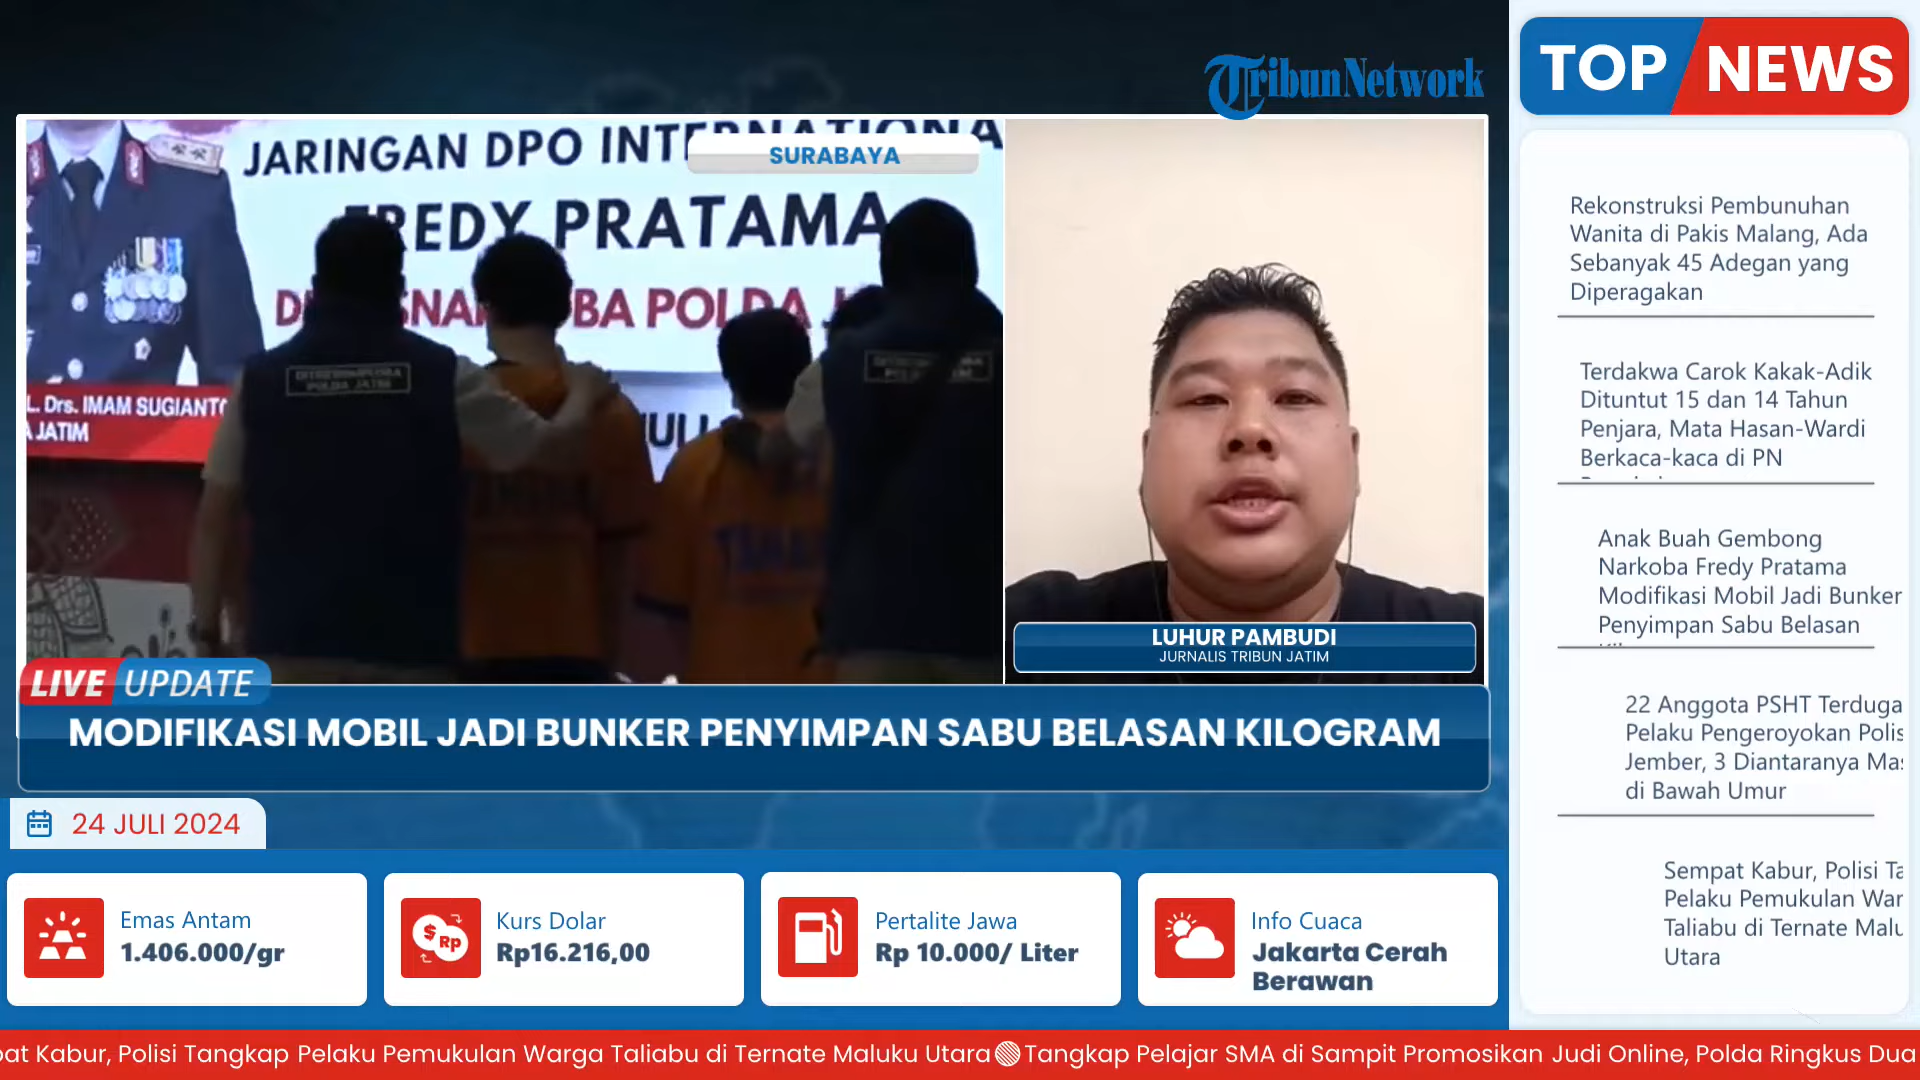 TribunNetwork
TOP NEWS
JARINGAN DPO
SURABAYA
FREDY PRATAMA
POLDA
L. Drs. IMAM SUGIANTO
JATIM
DITRESNARKOBA
POLDA JATIM
LUHUR PAMBUDI
JURNALIS TRIBUN JATIM
LIVE UPDATE
MODIFIKASI MOBIL JADI BUNKER PENYIMPAN SABU BELASAN KILOGRAM
24 JULI 2024
Emas Antam
1.406.000/gr
Kurs Dolar
Rp16.216,00
Pertalite Jawa
Rp 10.000/ Liter
Info Cuaca
Jakarta Cerah
Berawan
Rekonstruksi Pembunuhan
Wanita di Pakis Malang, Ada
Sebanyak 45 Adegan yang
Diperagakan
Terdakwa Carok Kakak-Adik
Dituntut 15 dan 14 Tahun
Penjara, Mata Hasan-Wardi
Berkaca-kaca di PN
Anak Buah Gembong
Narkoba Fredy Pratama
Modifikasi Mobil Jadi Bunker
Penyimpan Sabu Belasan
22 Anggota PSHT Terduga
Pelaku Pengeroyokan Polis
Jember, 3 Diantaranya Mas
di Bawah Umur
Sempat Kabur, Polisi Ta
Pelaku Pemukulan War
Taliabu di Ternate Malu
Utara
pat Kabur, Polisi Tangkap Pelaku Pemukulan Warga Taliabu di Ternate Maluku Utara Tangkap Pelajar SMA di Sampit Promosikan Judi Online, Polda Ringkus Dua